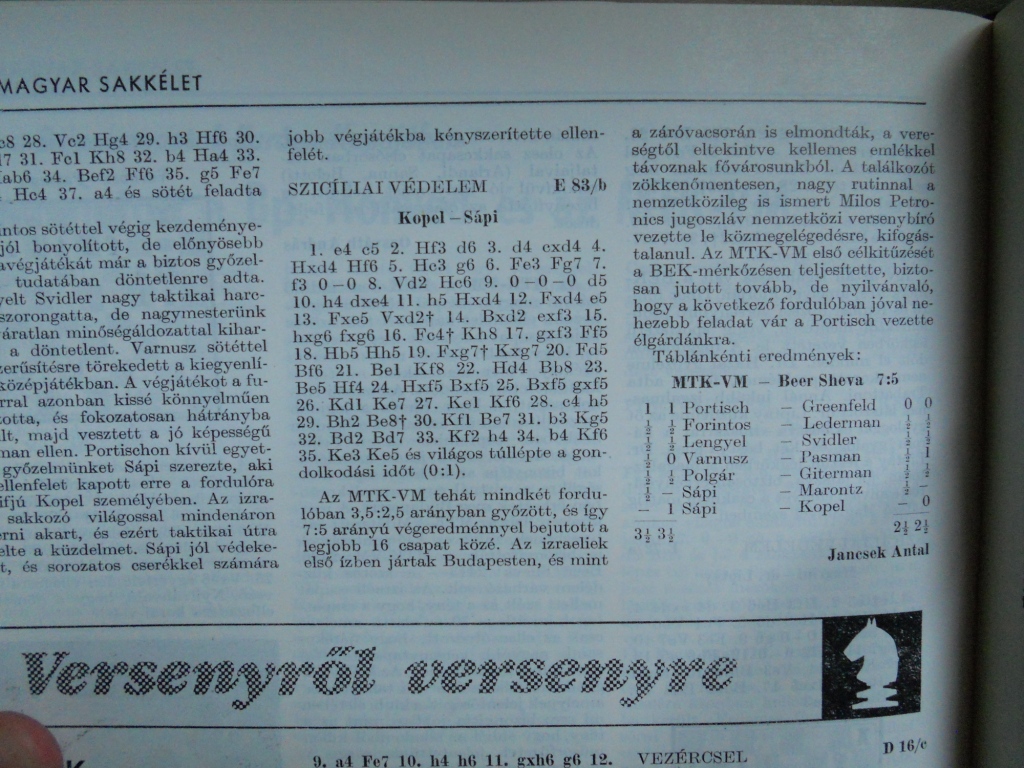 MAGYAR SAKKÉLET
c8 28. Vc2 Hg4 29. h3 Hf6 30.
d7 31. Fc1 Kh8 32. b4 Ha4 33.
Hab6 34. Bef2 Ff6 35. g5 Fe7
Hc4 37. a4 és sötét feladta
intos sötéttel végig kezdeménye-
jól bonyolított, de előnyösebb
avégjátékát már a biztos győzel-
tudatában döntetlenre adta.
yelt Svidler nagy taktikai harc-
szorongatta, de nagymesterünk
váratlan minőségáldozattal kihar-
a döntetlent. Varnusz sötéttel
zerűsítésre törekedett a kiegyenlí-
középjátékban. A végjátékot a fu-
rral azonban kissé könnyelműen
otta, és fokozatosan hátrányba
lt, majd vesztett a jó képességű
man ellen. Portischon kívül egyet-
győzelmünket Sápi szerezte, aki
ellenfelet kapott erre a fordulóra
ifjú Kopel személyében. Az izra-
sakkozó világossal mindenáron
erni akart, és ezért taktikai útra
elte a küzdelmet. Sápi jól védeke-
t, és sorozatos cserékkel számára
jobb végjátékba kényszerítette ellen-
felét.
SZICÍLIAI VÉDELEM E 83/b
Kopel – Sápi
1. e4 c5 2. Hf3 d6 3. d4 cxd4 4.
Hxd4 Hf6 5. Hc3 g6 6. Fe3 Fg7 7.
f3 0–0 8. Vd2 Hc6 9. 0–0–0 d5
10. h4 dxe4 11. h5 Hxd4 12. Fxd4 e5
13. Fxe5 Vxd2† 14. Bxd2 exf3 15.
hxg6 fxg6 16. Fc4† Kh8 17. gxf3 Ff5
18. Hb5 Hh5 19. Fxg7† Kxg7 20. Fd5
Bf6 21. Be1 Kf8 22. Hd4 Bb8 23.
Be5 Hf4 24. Hxf5 Bxf5 25. Bxf5 gxf5
26. Kd1 Ke7 27. Ke1 Kf6 28. c4 h5
29. Bh2 Be8† 30. Kf1 Be7 31. b3 Kg5
32. Bd2 Bd7 33. Kf2 h4 34. b4 Kf6
35. Ke3 Ke5 és világos túllépte a gon-
dolkodási időt (0:1).
Az MTK-VM tehát mindkét fordu-
lóban 3,5:2,5 arányban győzött, és így
7:5 arányú végeredménnyel bejutott a
legjobb 16 csapat közé. Az izraeliek
első ízben jártak Budapesten, és mint
a záróvacsorán is elmondták, a vere-
ségtől eltekintve kellemes emlékkel
távoznak fővárosunkból. A találkozót
zökkenőmentesen, nagy rutinnal a
nemzetközileg is ismert Milos Petro-
nics jugoszláv nemzetközi versenybíró
vezette le közmegelégedésre, kifogás-
talanul. Az MTK-VM első célkitűzését
a BEK-mérkőzésen teljesítette, bizto-
san jutott tovább, de nyilvánváló,
hogy a következő fordulóban jóval ne-
hezebb feladat vár a Portisch vezette
élgárdánkra.
Táblánkénti eredmények:
MTK-VM – Beer Sheva 7:5
1 1 Portisch – Greenfeld 0 0
½ ½ Forintos – Lederman ½ ½
½ ½ Lengyel – Svidler ½ ½
½ 0 Varnusz – Pasman ½ 1
½ ½ Polgár – Giterman ½ ½
½ – Sápi – Marontz ½ –
– 1 Sápi – Kopel – 0
3½ 3½ 2½ 2½
Jancsek Antal
Versenyről versenyre
9. a4 Fe7 10. h4 h6 11. gxh6 g6 12.
VEZÉRCSEL D 16/c